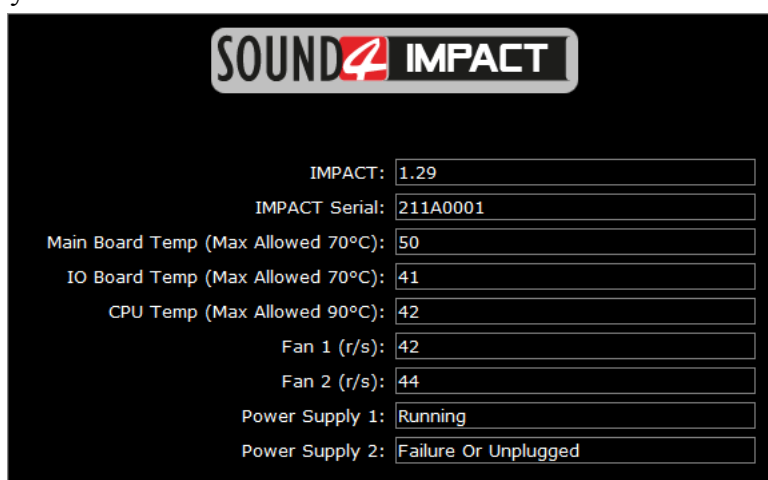 SOUND4 IMPACT
IMPACT: 1.29
IMPACT Serial: 211A0001
Main Board Temp (Max Allowed 70°C): 50
IO Board Temp (Max Allowed 70°C): 41
CPU Temp (Max Allowed 90°C): 42
Fan 1 (r/s): 42
Fan 2 (r/s): 44
Power Supply 1: Running
Power Supply 2: Failure Or Unplugged